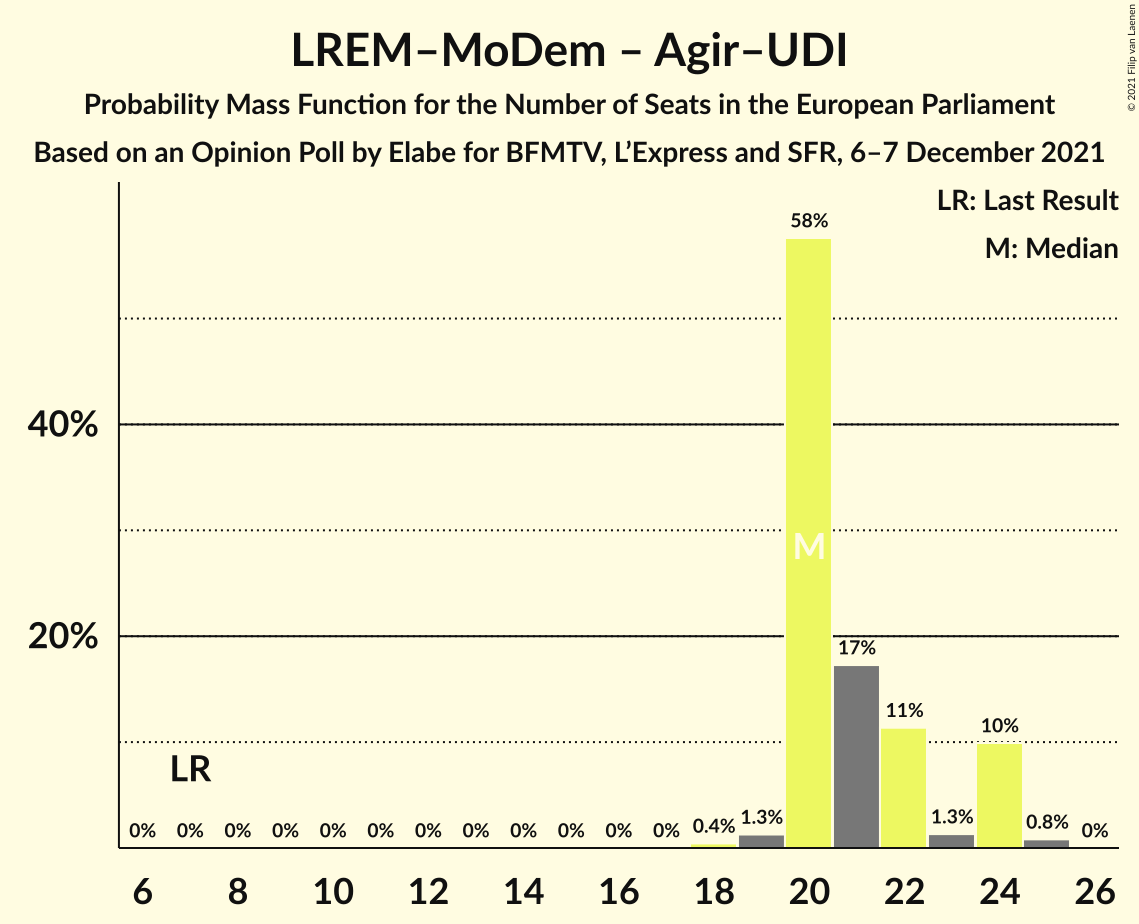 LREM–MoDem – Agir–UDI
Probability Mass Function for the Number of Seats in the European Parliament
Based on an Opinion Poll by Elabe for BFMTV, L’Express and SFR, 6–7 December 2021
© 2021 Filip van Laenen
LR: Last Result
M: Median
58%
40%
M
20%
17%
11%
10%
LR
0% 0% 0% 0% 0% 0% 0% 0% 0% 0% 0% 0% 0.4% 1.3% 1.3% 0.8% 0%
6 8 10 12 14 16 18 20 22 24 26